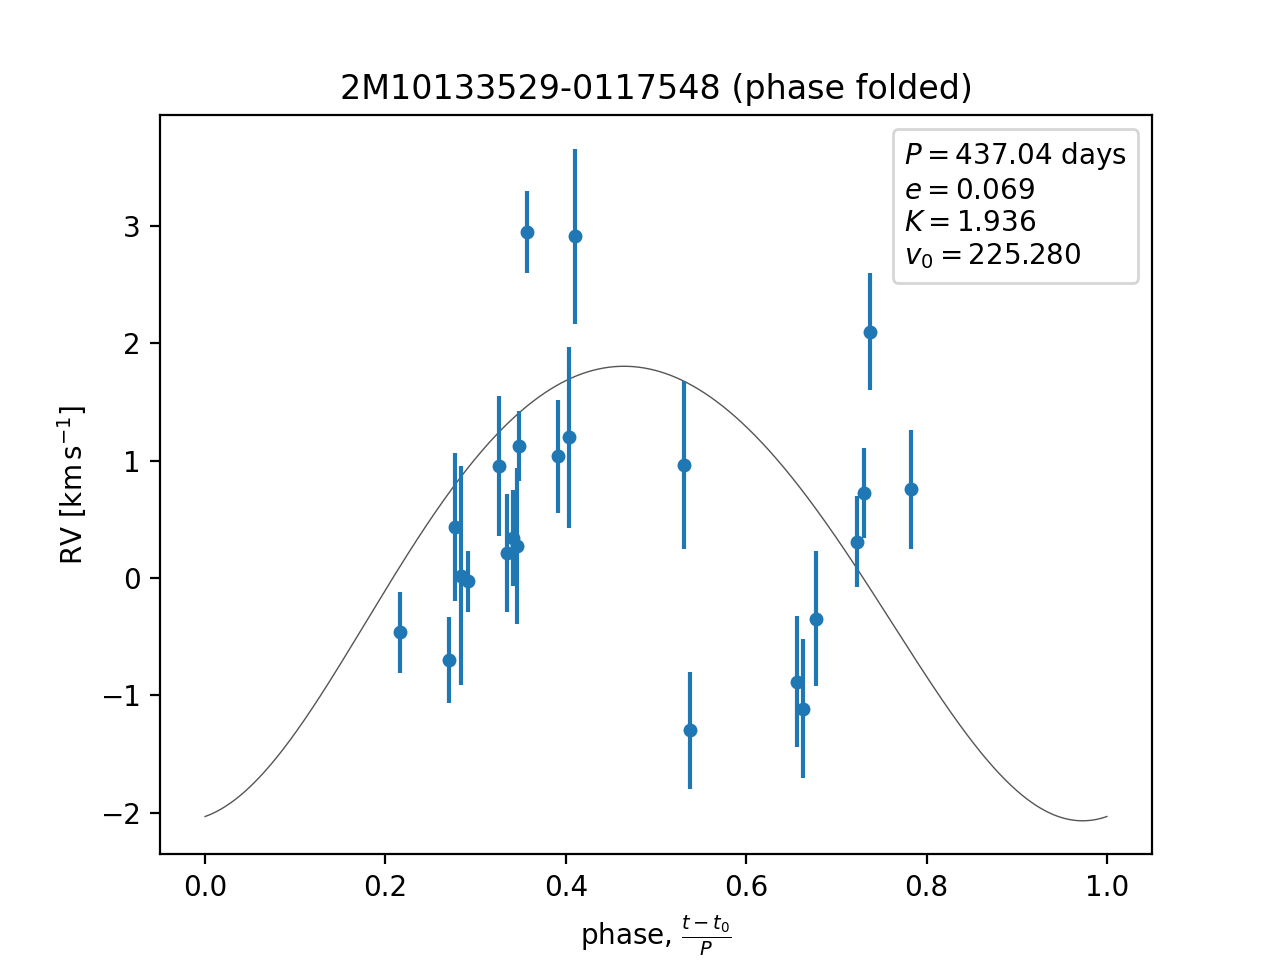 2M10133529-0117548 (phase folded)
P = 437.04 days
e = 0.069
K = 1.936
v₀ = 225.280
3
2
1
0
−1
−2
RV [km s⁻¹]
0.0 0.2 0.4 0.6 0.8 1.0
phase, (t − t₀)/P